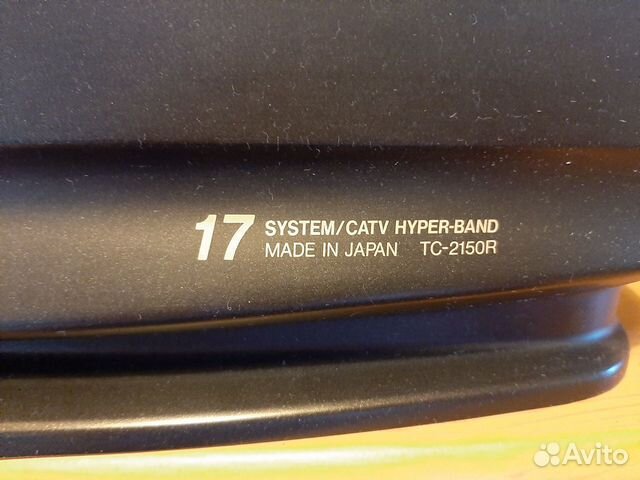 17 SYSTEM/CATV HYPER-BAND
MADE IN JAPAN TC-2150R
Avito